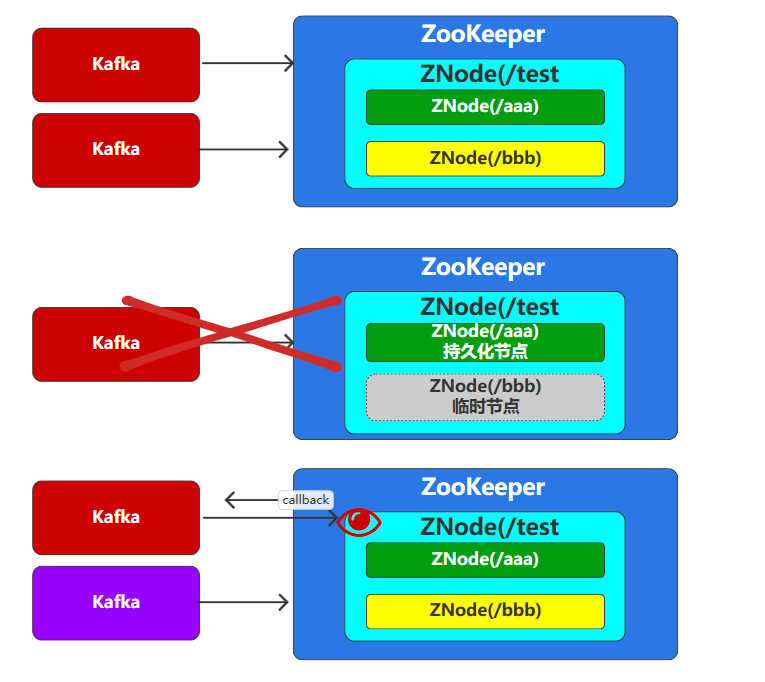 Kafka
Kafka
ZooKeeper
ZNode(/test
ZNode(/aaa)
ZNode(/bbb)
Kafka
ZooKeeper
ZNode(/test
ZNode(/aaa)
持久化节点
ZNode(/bbb)
临时节点
Kafka
Kafka
callback
ZooKeeper
ZNode(/test
ZNode(/aaa)
ZNode(/bbb)